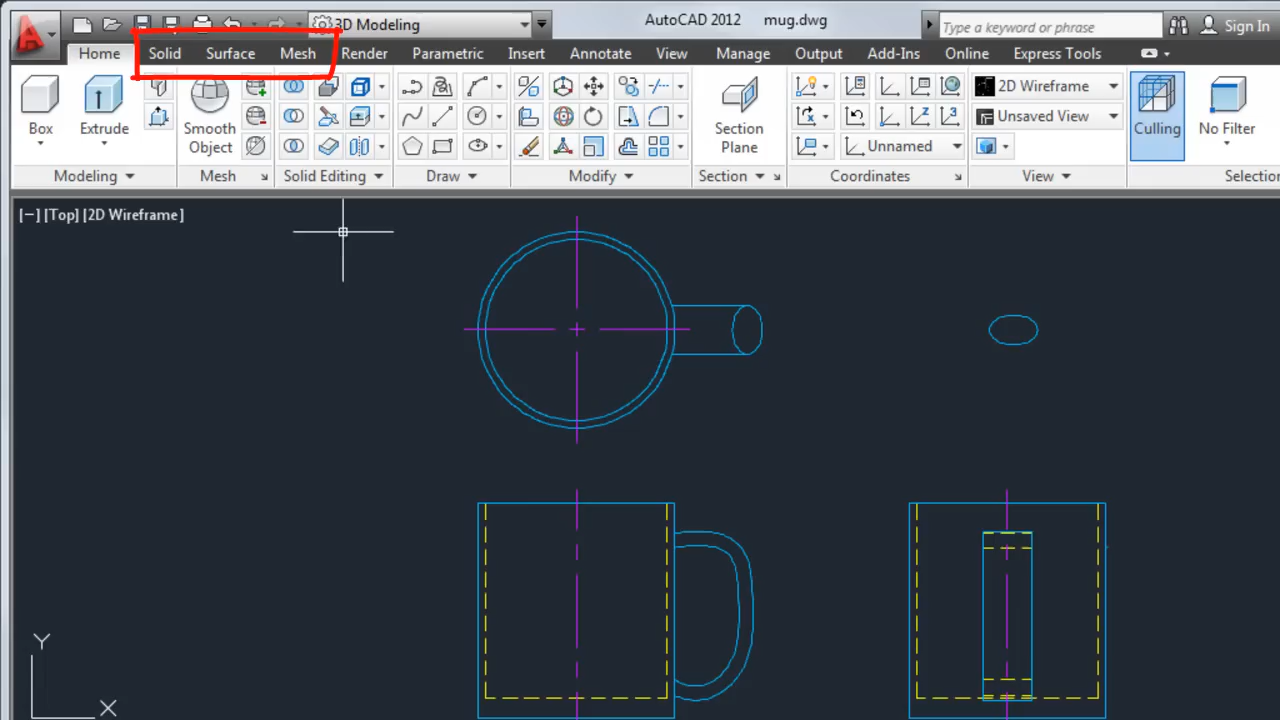 3D Modeling
AutoCAD 2012 mug.dwg
Type a keyword or phrase
Sign In
Home Solid Surface Mesh Render Parametric Insert Annotate View Manage Output Add-Ins Online Express Tools
Box
Extrude
Smooth
Object
Section
Plane
Unnamed
2D Wireframe
Unsaved View
Culling
No Filter
Modeling Mesh Solid Editing Draw Modify Section Coordinates View Selection
[−] [Top] [2D Wireframe]
Y
X